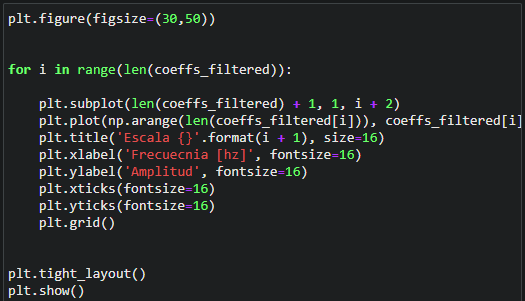 plt.figure(figsize=(30,50))
for i in range(len(coeffs_filtered)):
plt.subplot(len(coeffs_filtered) + 1, 1, i + 2)
plt.plot(np.arange(len(coeffs_filtered[i])), coeffs_filtered[i]
plt.title('Escala {}'.format(i + 1), size=16)
plt.xlabel('Frecuecnia [hz]', fontsize=16)
plt.ylabel('Amplitud', fontsize=16)
plt.xticks(fontsize=16)
plt.yticks(fontsize=16)
plt.grid()
plt.tight_layout()
plt.show()